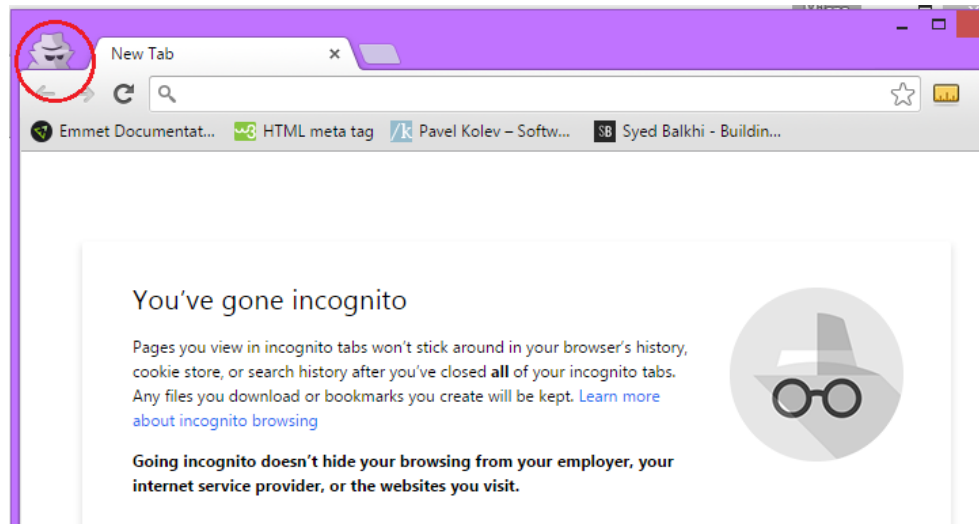 New Tab
Emmet Documentat... HTML meta tag Pavel Kolev – Softw... SB Syed Balkhi - Buildin...
You've gone incognito
Pages you view in incognito tabs won't stick around in your browser's history,
cookie store, or search history after you've closed all of your incognito tabs.
Any files you download or bookmarks you create will be kept. Learn more
about incognito browsing
Going incognito doesn't hide your browsing from your employer, your
internet service provider, or the websites you visit.